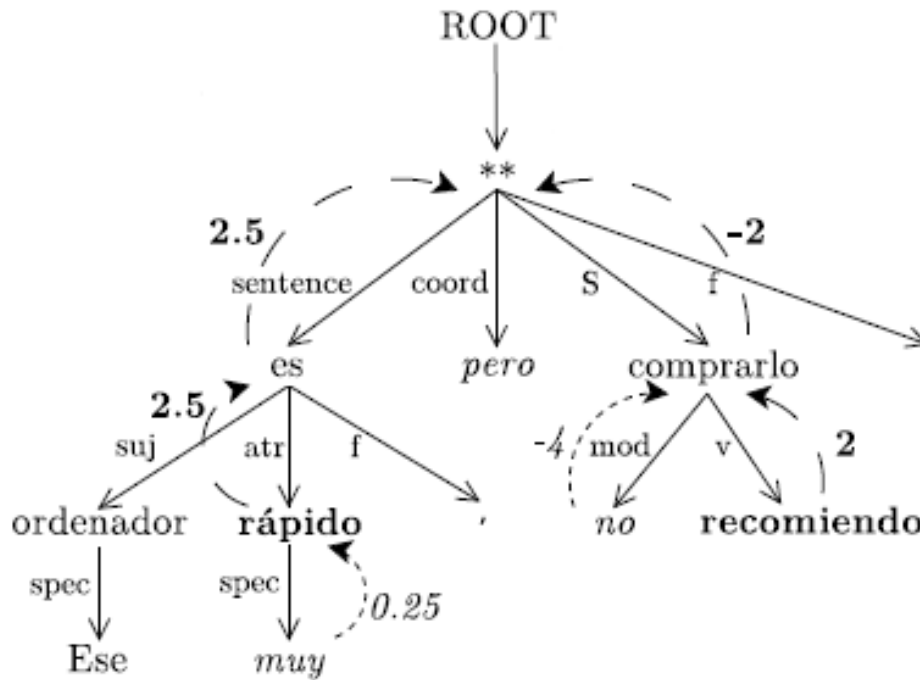 ROOT
**
2.5 -2
sentence coord S f
es pero comprarlo
2.5 -4 mod v 2
suj atr f
ordenador rápido , no recomiendo
spec spec 0.25
Ese muy